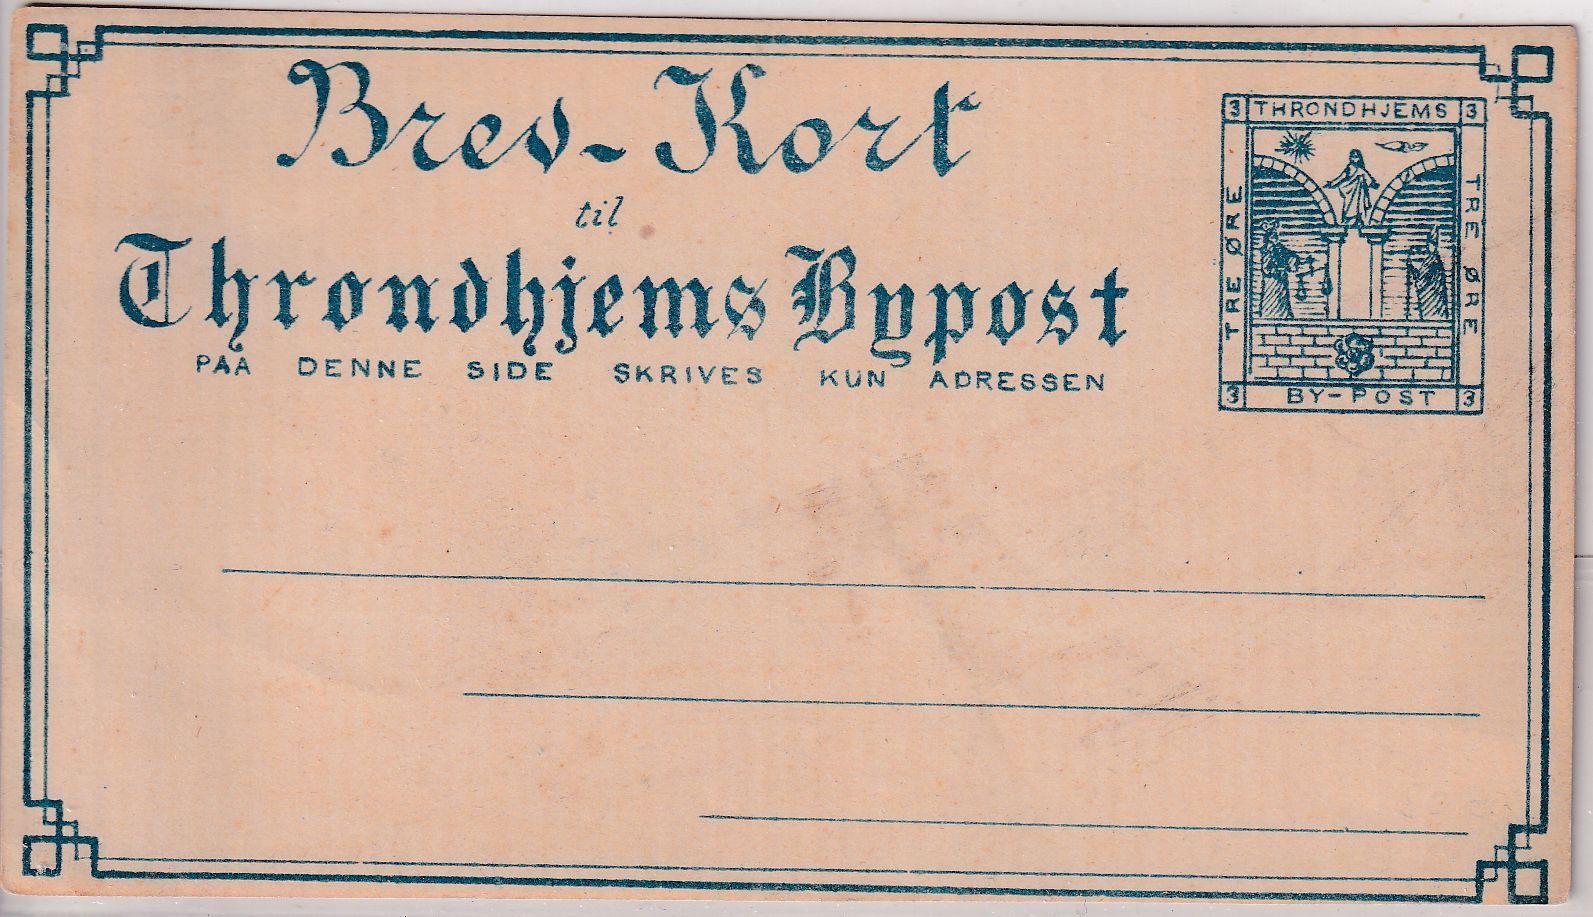 Brev-Kort
til
Throndhjems Bypost
PAA DENNE SIDE SKRIVES KUN ADRESSEN
3 THRONDHJEMS 3
TRE ØRE
TRE ØRE
3 BY-POST 3